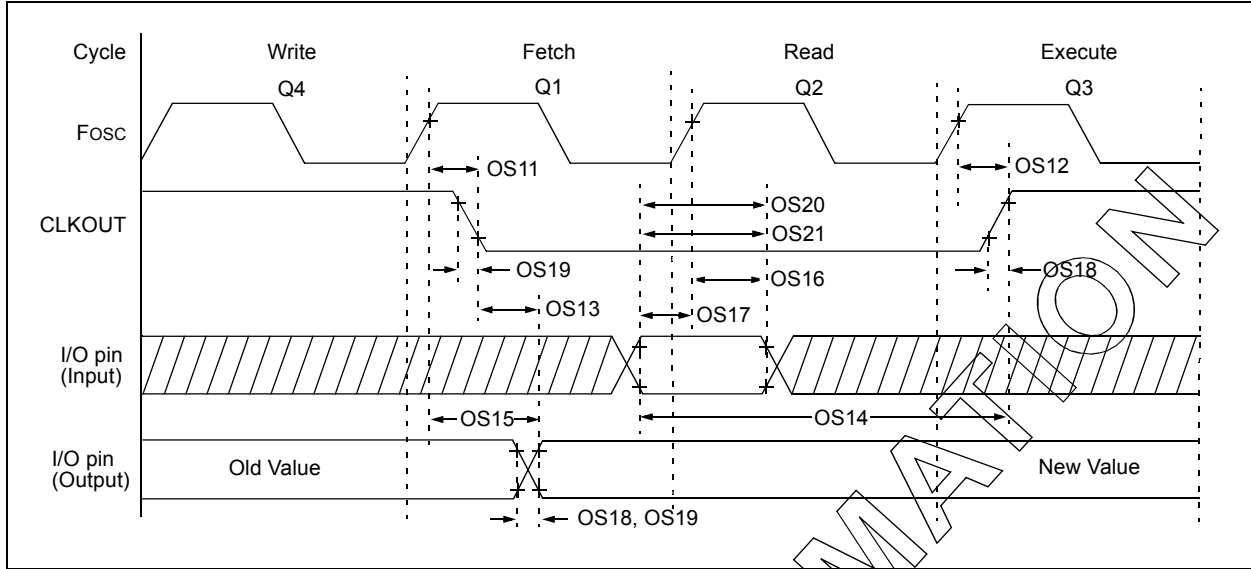 Cycle Write Fetch Read Execute
Q4 Q1 Q2 Q3
FOSC
OS11 OS12
OS20
CLKOUT
OS21
OS19 OS18
OS16
OS13 OS17
I/O pin
(Input)
OS15 OS14
I/O pin
(Output)
Old Value New Value
OS18, OS19
MATION